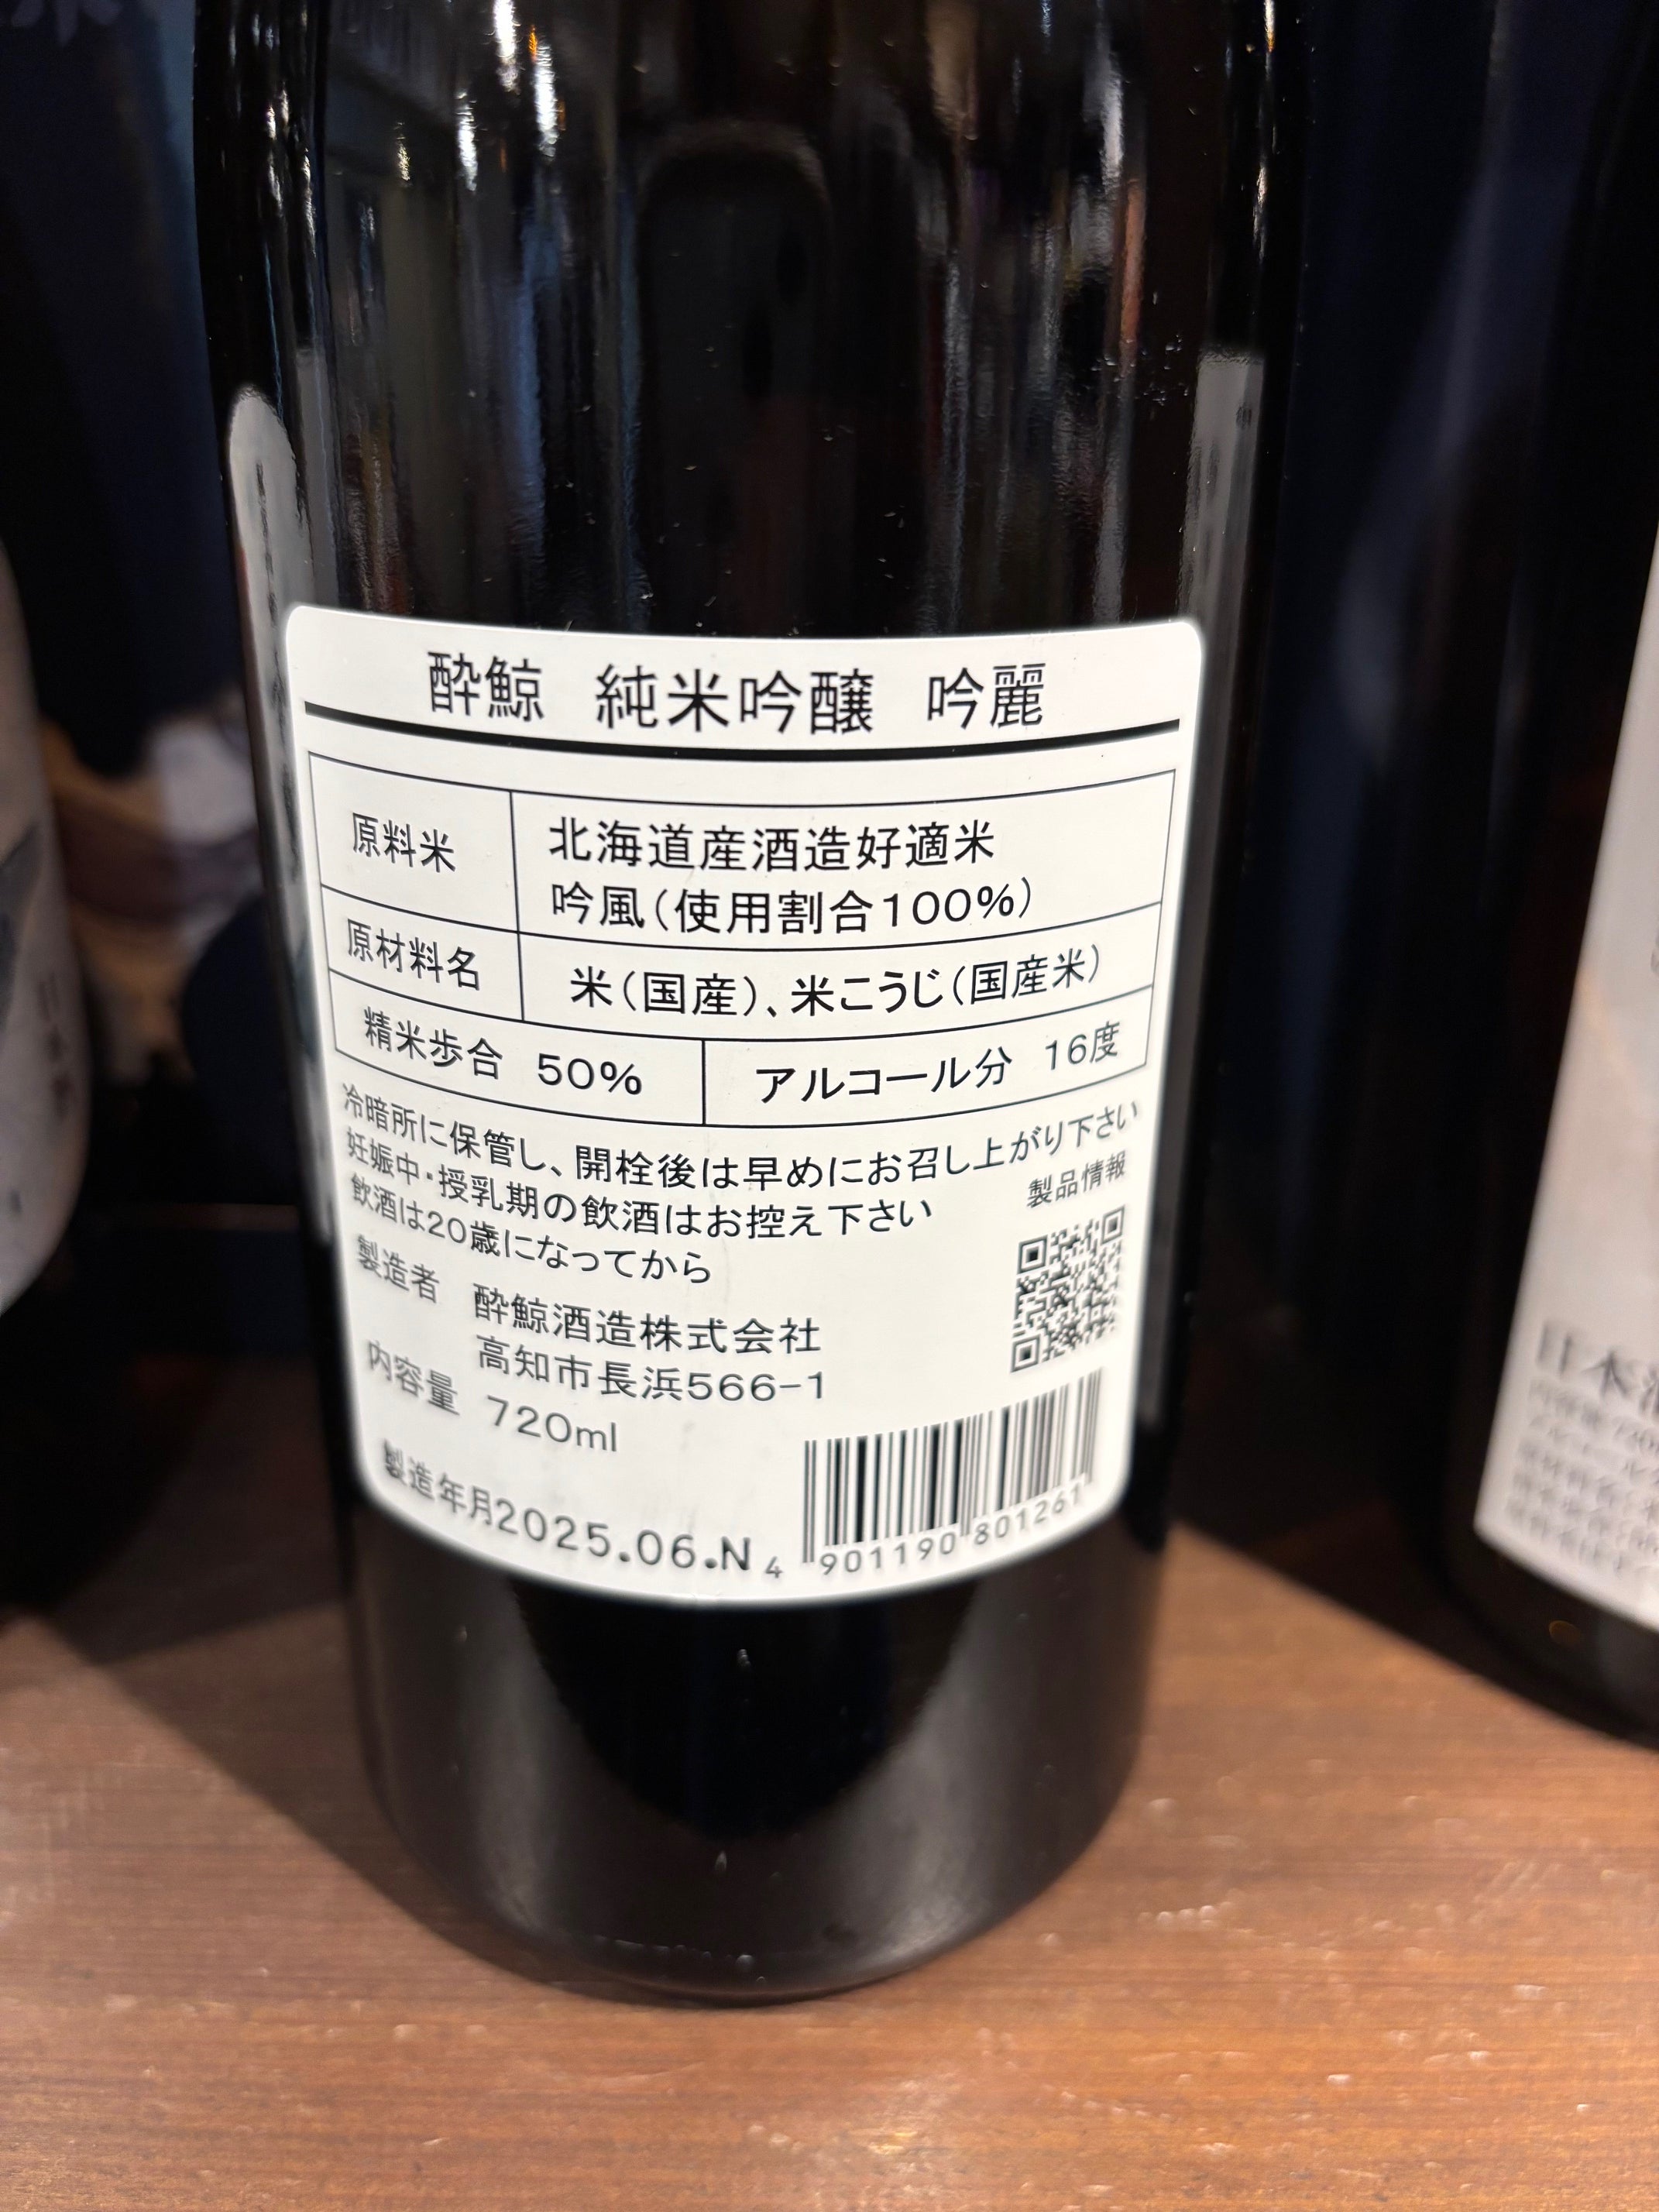 酔鯨 純米吟醸 吟麗
原料米 北海道産酒造好適米
吟風(使用割合100%)
原材料名 米(国産)、米こうじ(国産米)
精米歩合 50% アルコール分 16度
冷暗所に保管し、開栓後は早めにお召し上がり下さい
妊娠中・授乳期の飲酒はお控え下さい
飲酒は20歳になってから
製品情報
製造者 酔鯨酒造株式会社
高知市長浜566-1
内容量 720ml
製造年月2025.06.N
4 901190 801261
日本酒